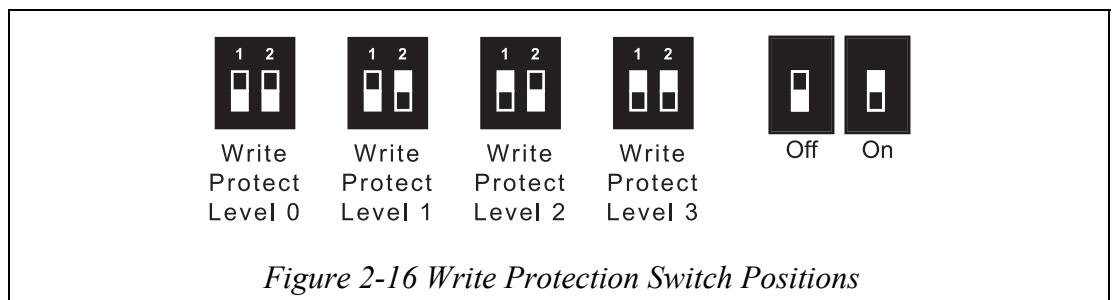 1 2
1 2
1 2
1 2
Write
Protect
Level 0
Write
Protect
Level 1
Write
Protect
Level 2
Write
Protect
Level 3
Off
On
Figure 2-16 Write Protection Switch Positions